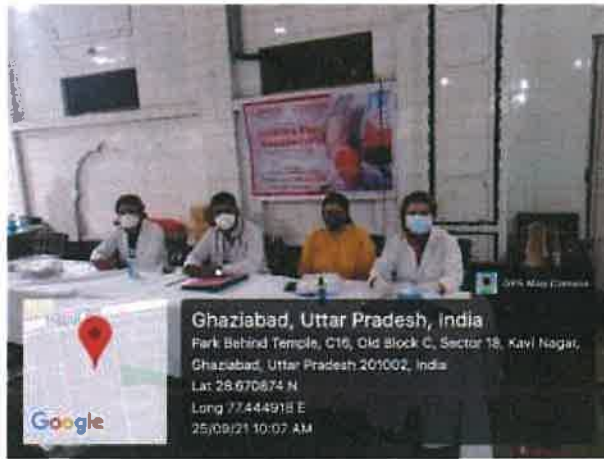 GPS Map Camera
Ghaziabad, Uttar Pradesh, India
Park Behind Temple, C16, Old Block C, Sector 18, Kavi Nagar,
Ghaziabad, Uttar Pradesh 201002, India
Lat 28.670874 N
Long 77.444918 E
25/09/21 10:07 AM
Google